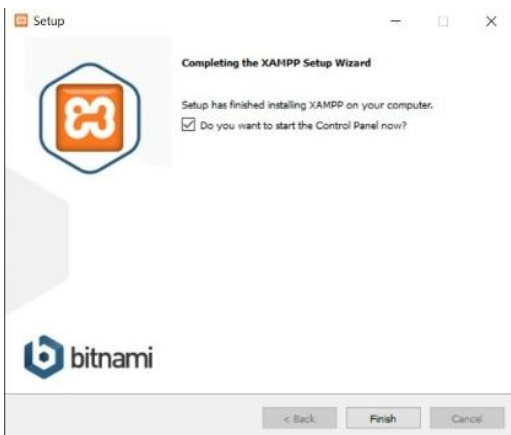 Setup
Completing the XAMPP Setup Wizard
Setup has finished installing XAMPP on your computer.
Do you want to start the Control Panel now?
bitnami
< Back
Finish
Cancel